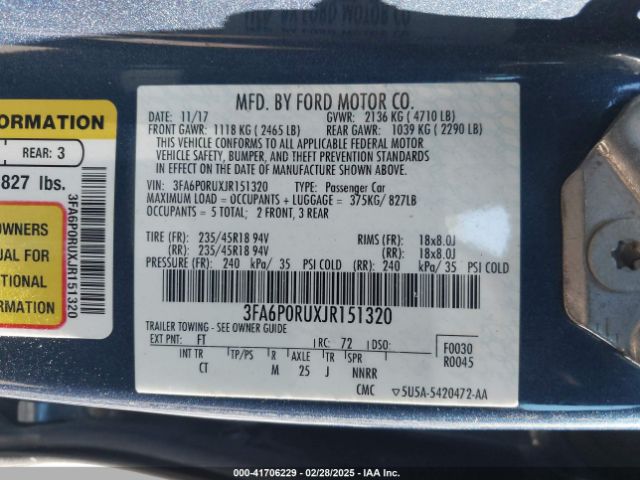 MFD. BY FORD MOTOR CO.
DATE: 11/17 GVWR: 2136 KG ( 4710 LB)
FRONT GAWR: 1118 KG ( 2465 LB) REAR GAWR: 1039 KG ( 2290 LB)
THIS VEHICLE CONFORMS TO ALL APPLICABLE FEDERAL MOTOR
VEHICLE SAFETY, BUMPER, AND THEFT PREVENTION STANDARDS
IN EFFECT ON THE DATE OF MANUFACTURE SHOWN ABOVE.
VIN: 3FA6P0RUXJR151320 TYPE: Passenger Car
MAXIMUM LOAD = OCCUPANTS + LUGGAGE = 375KG/ 827LB
OCCUPANTS = 5 TOTAL; 2 FRONT, 3 REAR
TIRE (FR): 235/45R18 94V RIMS (FR): 18x8.0J
(RR): 235/45R18 94V (RR): 18x8.0J
PRESSURE (FR): 240 kPa/ 35 PSI COLD (RR): 240 kPa/ 35 PSI COLD
3FA6P0RUXJR151320
TRAILER TOWING - SEE OWNER GUIDE
EXT PNT: FT RC: 72 DSO: F0030
R0045
INT TR TP/PS R AXLE TR SPR
CT M 25 J NNRR
CMC ▽5U5A-5420472-AA
ORMATION
REAR: 3
827 lbs.
OWNERS
UAL FOR
TIONAL
MATION
3FA6P0RUXJR151320
FORD MOTOR CO.
3-41706229 - 02/28/2025 - IAA Inc.